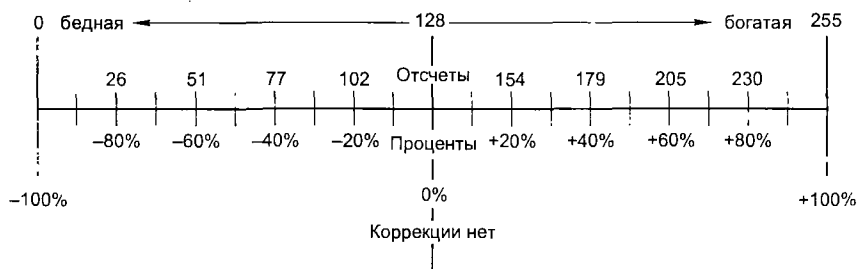 0 бедная 128 богатая 255
26 51 77 102 Отсчеты 154 179 205 230
–80% –60% –40% –20% Проценты +20% +40% +60% +80%
–100% 0% +100%
Коррекции нет